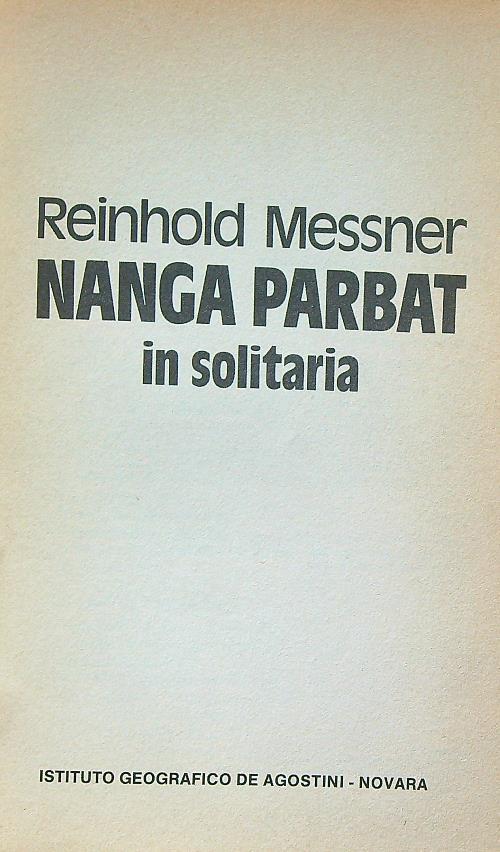 Reinhold Messner
NANGA PARBAT
in solitaria
ISTITUTO GEOGRAFICO DE AGOSTINI - NOVARA